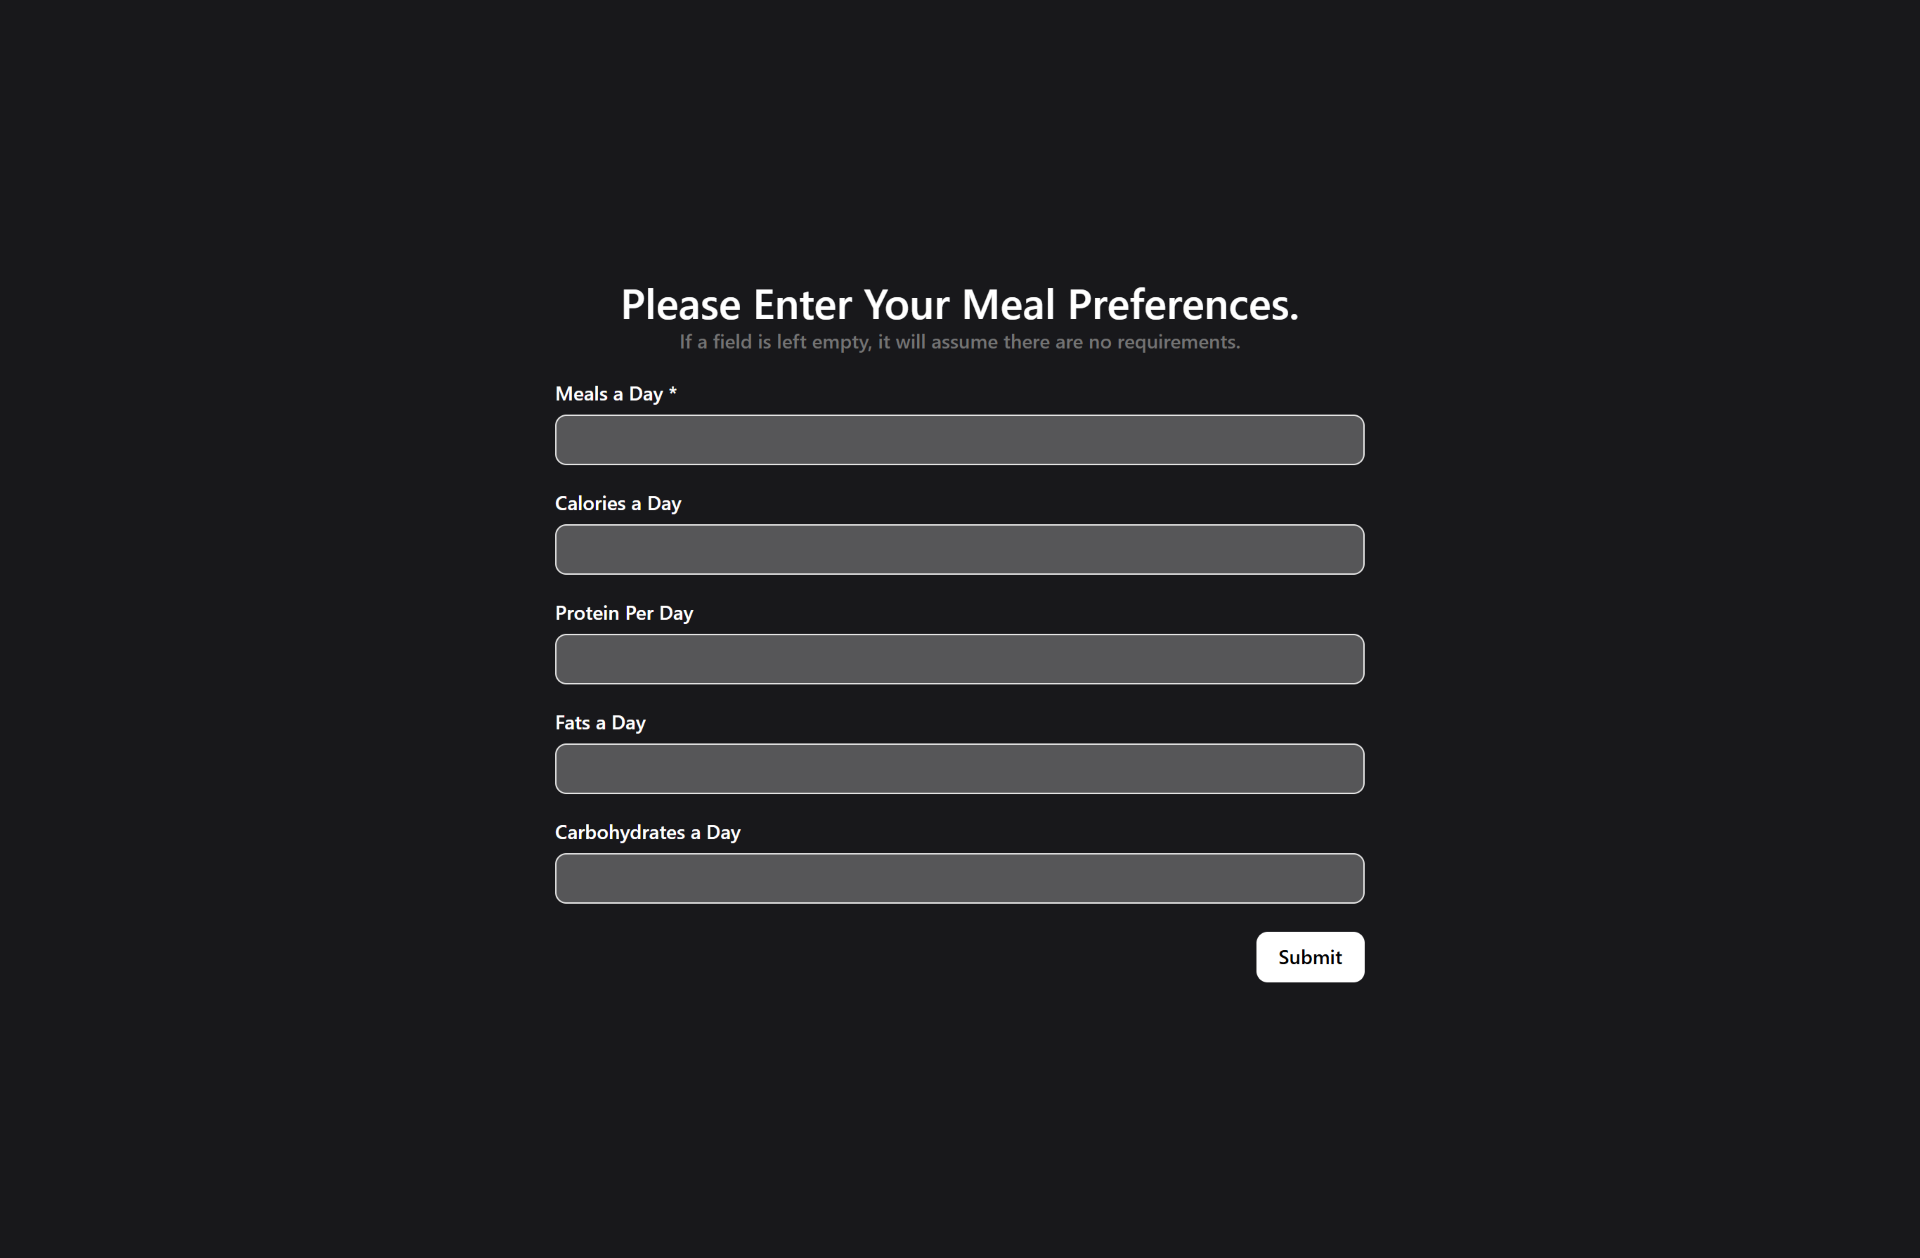 Please Enter Your Meal Preferences.
If a field is left empty, it will assume there are no requirements.
Meals a Day *
Calories a Day
Protein Per Day
Fats a Day
Carbohydrates a Day
Submit